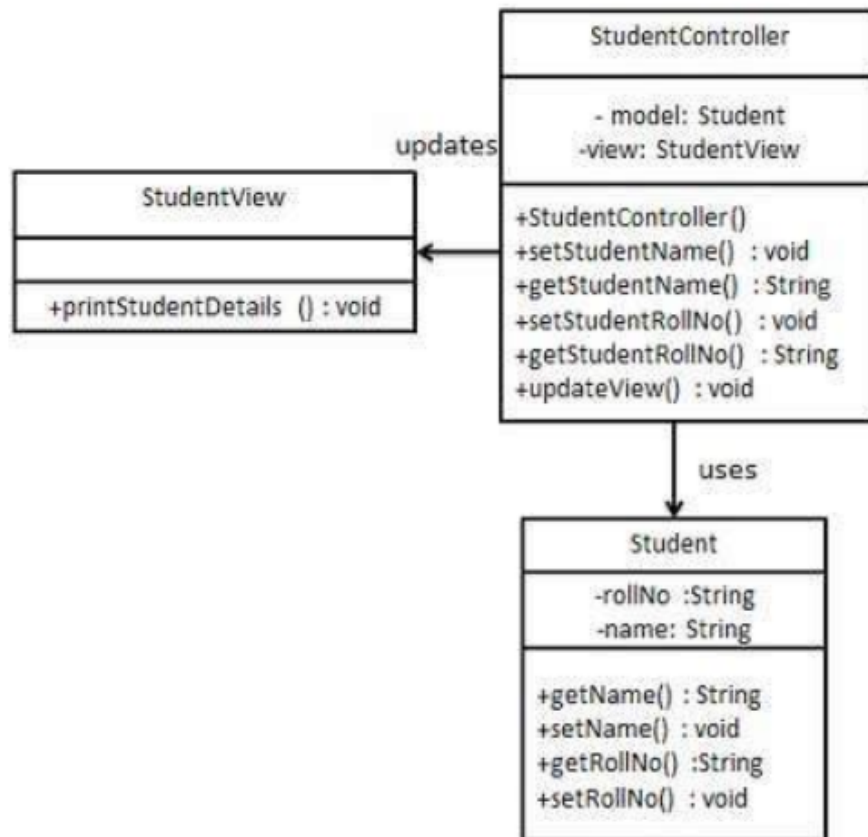 StudentController
- model: Student
-view: StudentView
+StudentController()
+setStudentName() : void
+getStudentName() : String
+setStudentRollNo() : void
+getStudentRollNo() : String
+updateView() : void
updates
StudentView
+printStudentDetails () : void
uses
Student
-rollNo :String
-name: String
+getName() : String
+setName() : void
+getRollNo() :String
+setRollNo() : void